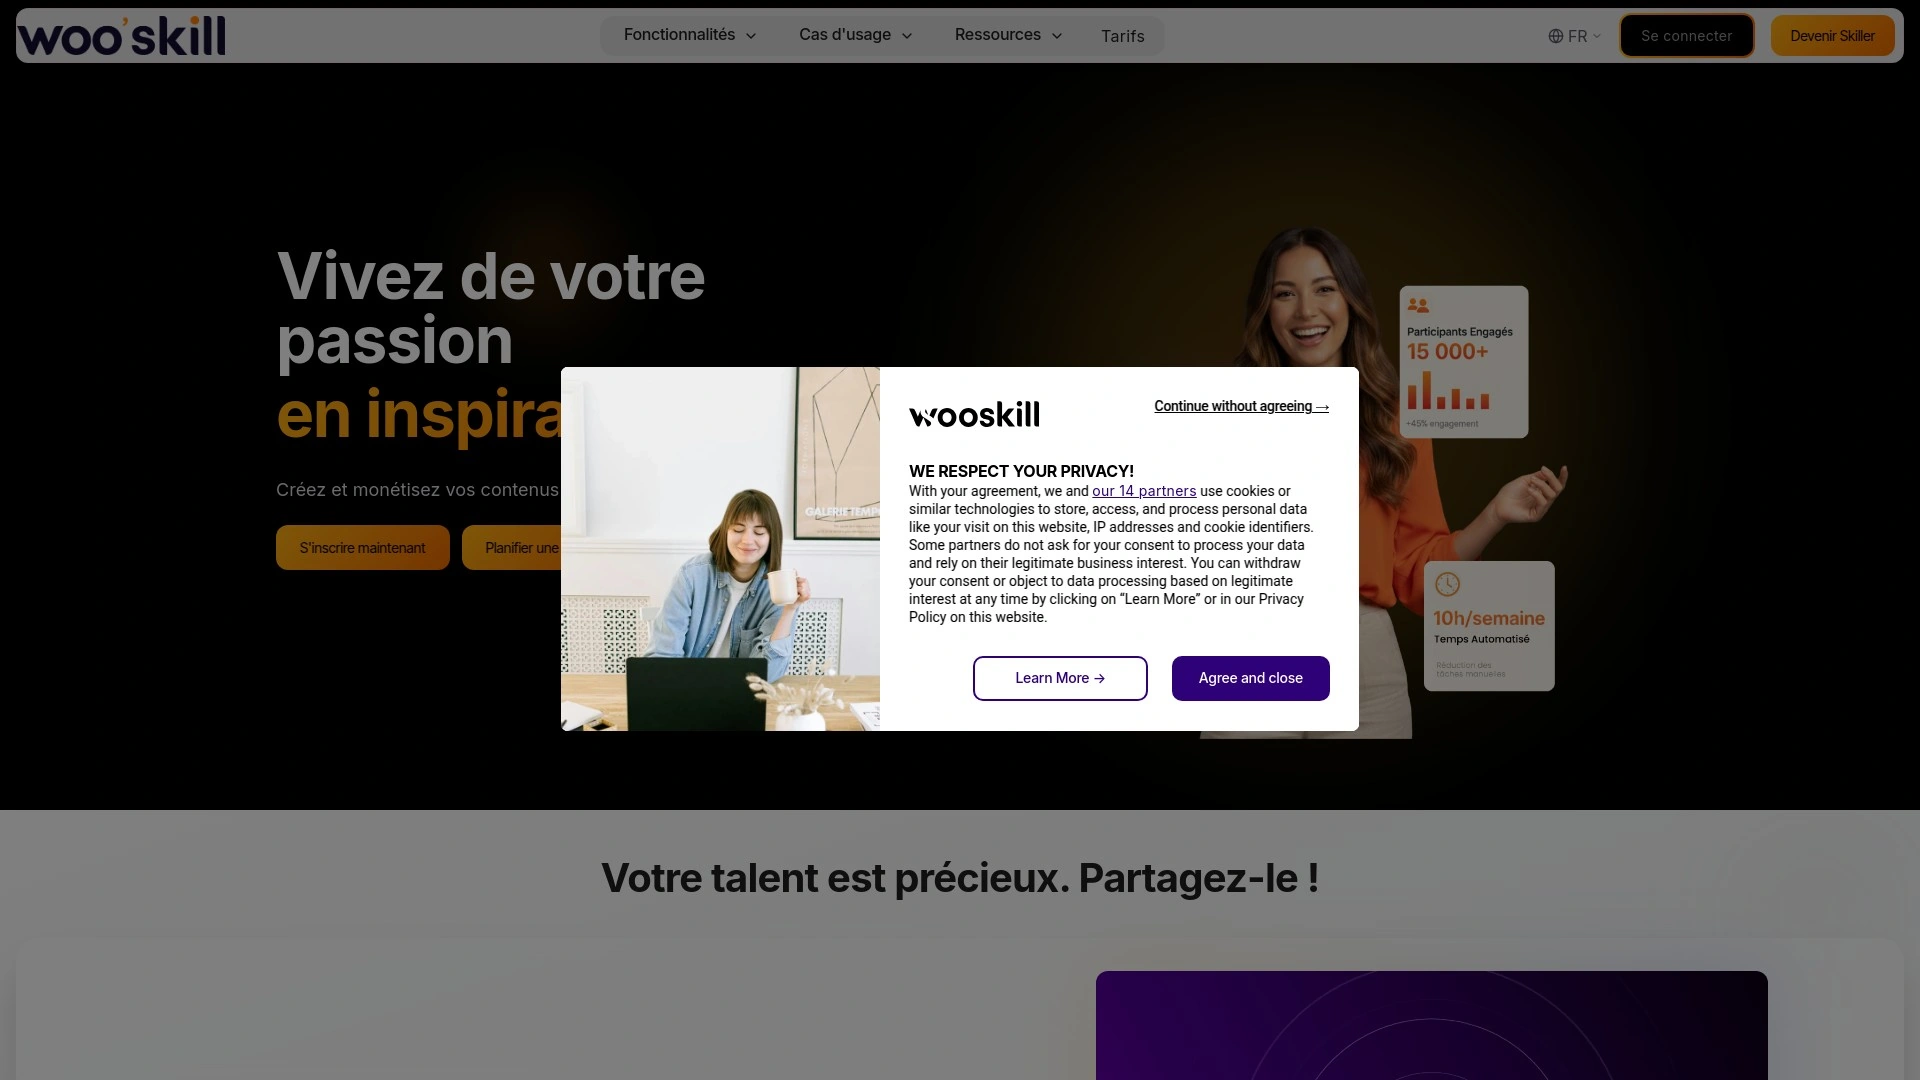 woo'skill
Fonctionnalités
Cas d'usage
Ressources
Tarifs
FR
Se connecter
Devenir Skiller
Vivez de votre
passion
en inspira
Créez et monétisez vos contenus
S'inscrire maintenant
Planifier une
Participants Engagés
15 000+
+45% engagement
10h/semaine
Temps Automatisé
Réduction des
tâches manuelles
GALERIE TEMPO
wooskill
Continue without agreeing →
WE RESPECT YOUR PRIVACY!
With your agreement, we and our 14 partners use cookies or
similar technologies to store, access, and process personal data
like your visit on this website, IP addresses and cookie identifiers.
Some partners do not ask for your consent to process your data
and rely on their legitimate business interest. You can withdraw
your consent or object to data processing based on legitimate
interest at any time by clicking on “Learn More” or in our Privacy
Policy on this website.
Learn More →
Agree and close
Votre talent est précieux. Partagez-le !